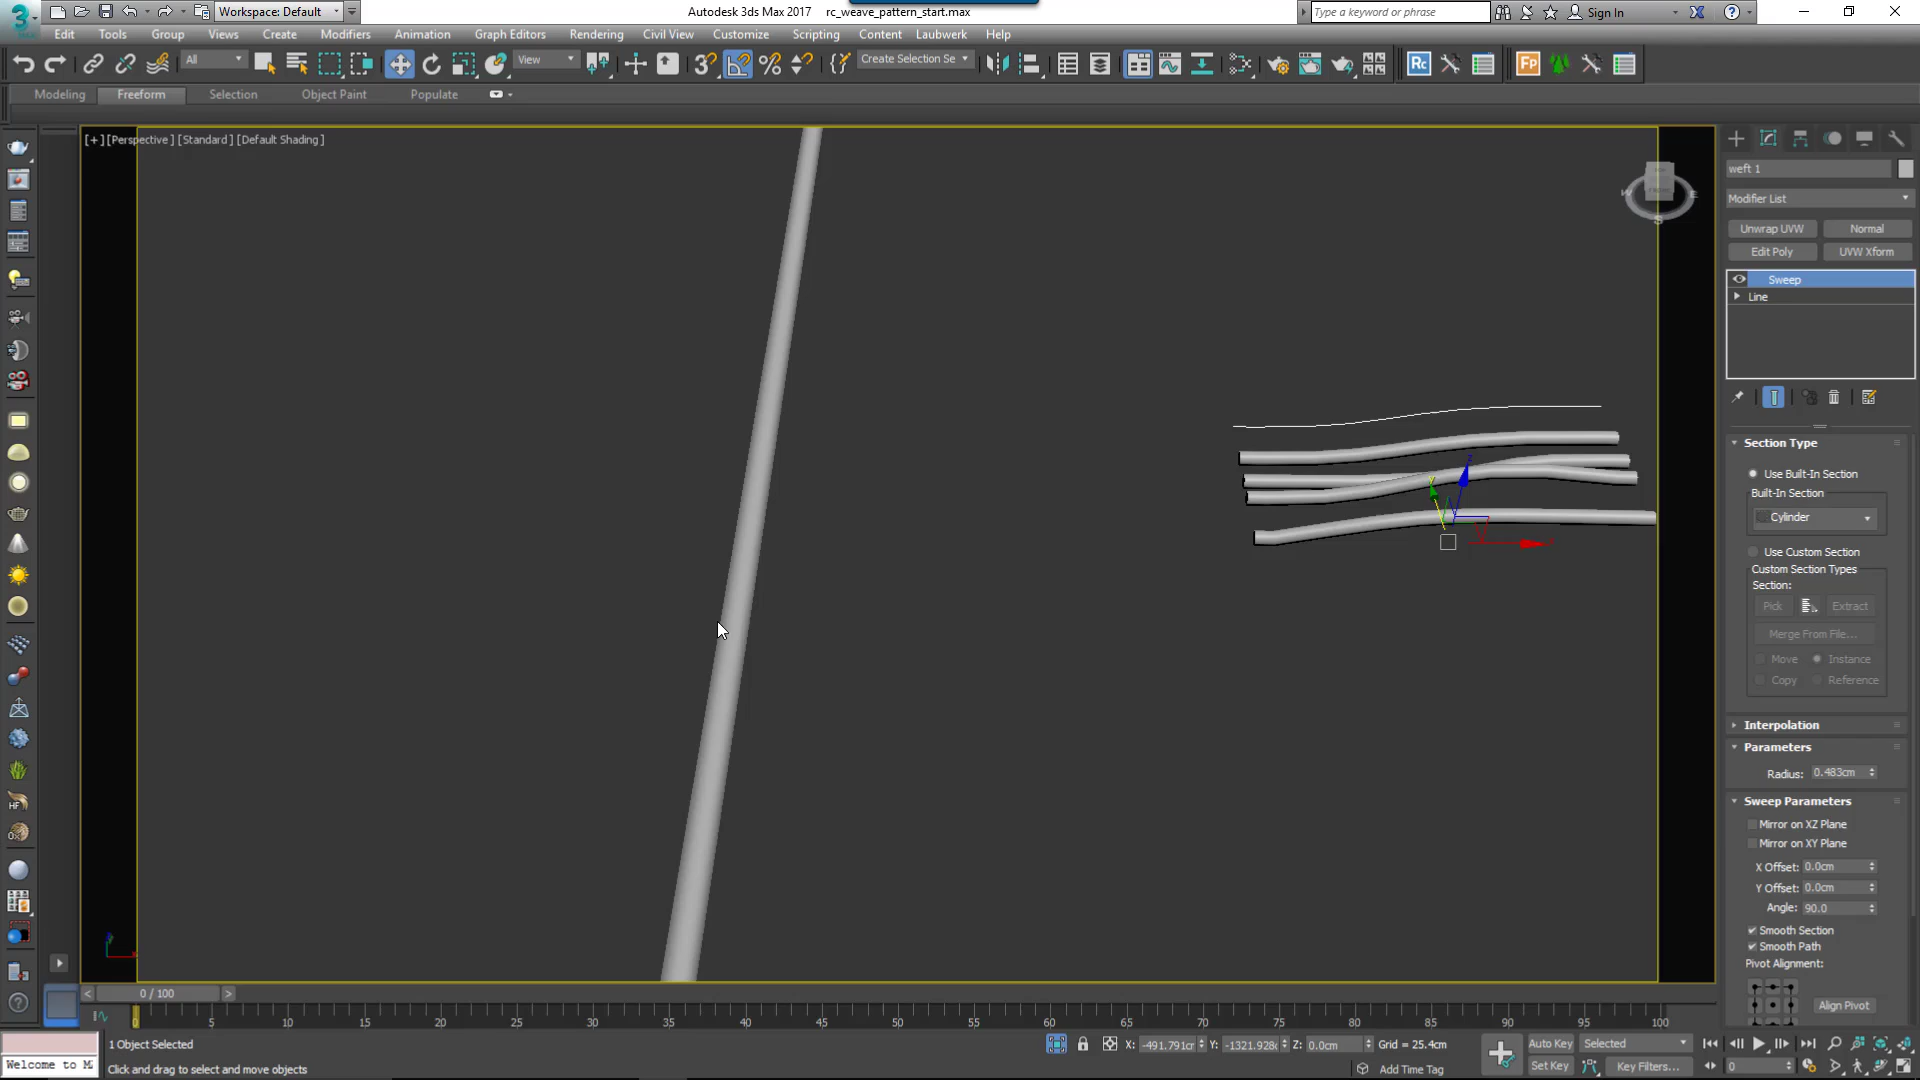 Workspace: Default
Autodesk 3ds Max 2017 rc_weave_pattern_start.max
Type a keyword or phrase
Sign In
Edit Tools Group Views Create Modifiers Animation Graph Editors Rendering Civil View Customize Scripting Content Laubwerk Help
All
View
Create Selection Se
Rc
Fp
Modeling Freeform Selection Object Paint Populate
[+] [Perspective] [Standard] [Default Shading]
weft 1
Modifier List
Unwrap UVW Normal
Edit Poly UVW Xform
Sweep
Line
Section Type
Use Built-In Section
Built-In Section
Cylinder
Use Custom Section
Custom Section Types
Section:
Pick Extract
Merge From File...
Move Instance
Copy Reference
Interpolation
Parameters
Radius: 0.483cm
Sweep Parameters
Mirror on XZ Plane
Mirror on XY Plane
X Offset: 0.0cm
Y Offset: 0.0cm
Angle: 90.0
Smooth Section
Smooth Path
Pivot Alignment:
Align Pivot
0 / 100
0 5 10 15 20 25 30 35 40 45 50 55 60 65 70 75 80 85 90 95 100
1 Object Selected
X: -491.791cr Y: -1321.928 Z: 0.0cm Grid = 25.4cm
Auto Key Selected
Welcome to M
Click and drag to select and move objects
Add Time Tag
Set Key Key Filters...
0